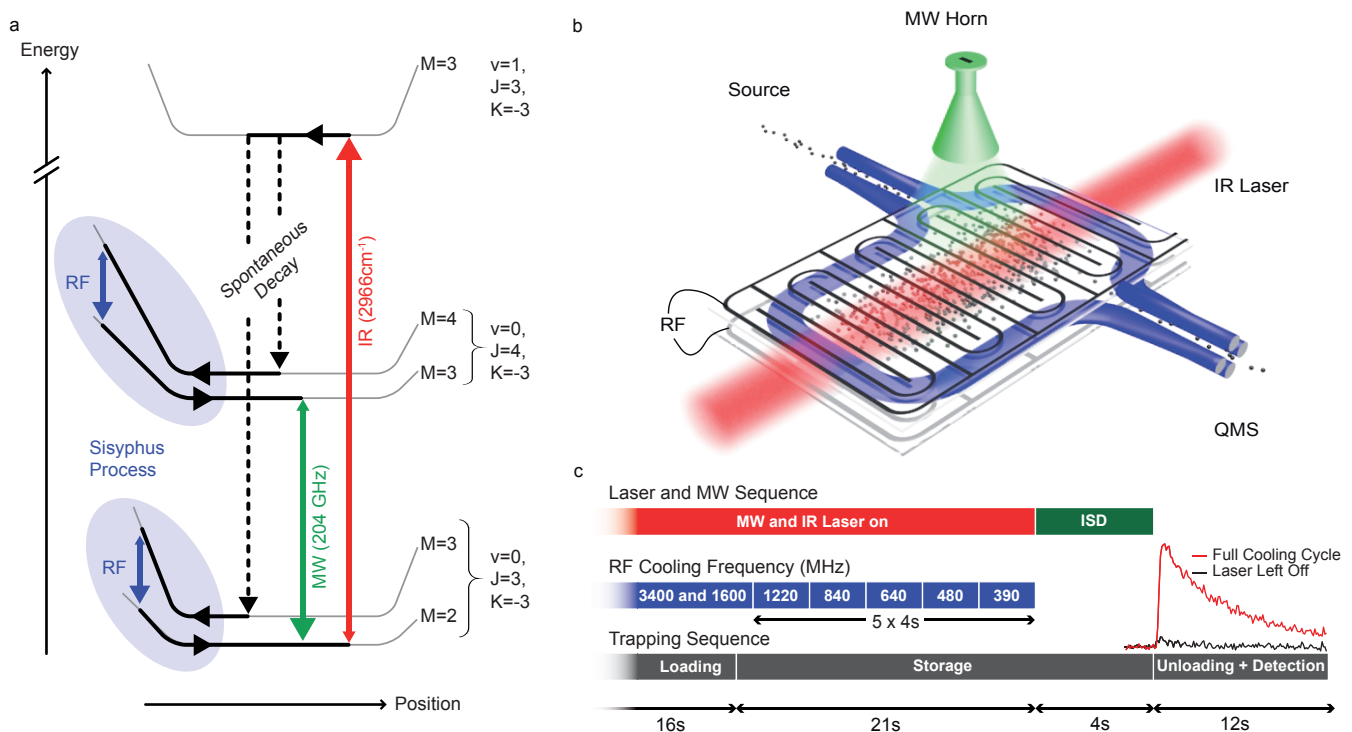 a
Energy
M=3
v=1,
J=3,
K=-3
RF
Spontaneous
Decay
IR (2966cm⁻¹)
M=4
M=3
v=0,
J=4,
K=-3
Sisyphus
Process
MW (204 GHz)
RF
M=3
M=2
v=0,
J=3,
K=-3
Position
b
MW Horn
Source
IR Laser
RF
QMS
c
Laser and MW Sequence
MW and IR Laser on
ISD
RF Cooling Frequency (MHz)
3400 and 1600 1220 840 640 480 390
5 x 4s
Full Cooling Cycle
Laser Left Off
Trapping Sequence
Loading Storage Unloading + Detection
16s 21s 4s 12s